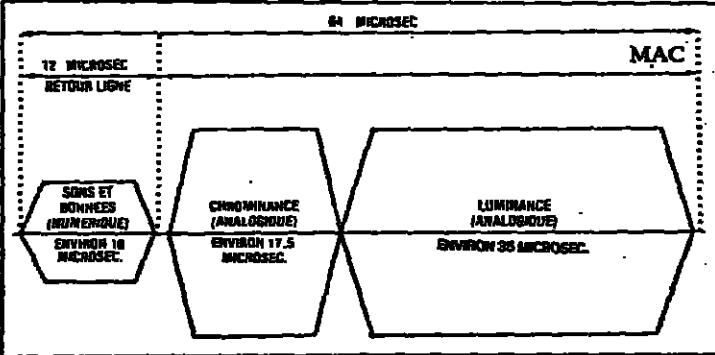 64 MICROSEC
MAC
12 MICROSEC
RETOUR LIGNE
SONS ET
DONNEES
(NUMERIQUE)
ENVIRON 10
MICROSEC.
CHROMINANCE
(ANALOGIQUE)
ENVIRON 17,5
MICROSEC.
LUMINANCE
(ANALOGIQUE)
ENVIRON 35 MICROSEC.